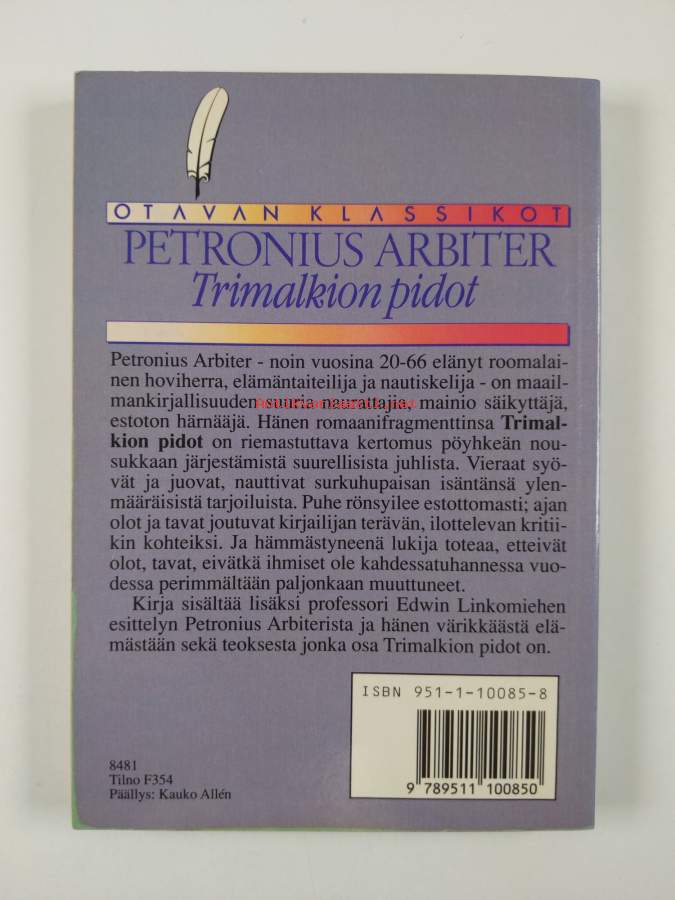 OTAVAN KLASSIKOT
PETRONIUS ARBITER
Trimalkion pidot
Petronius Arbiter - noin vuosina 20-66 elänyt roomalai-
nen hoviherra, elämäntaiteilija ja nautiskelija - on maail-
mankirjallisuuden suuria naurattajia, mainio säikyttäjä,
estoton härnääjä. Hänen romaanifragmenttinsa Trimal-
kion pidot on riemastuttava kertomus pöyhkeän nou-
sukkaan järjestämistä suurellisista juhlista. Vieraat syö-
vät ja juovat, nauttivat surkuhupaisan isäntänsä ylen-
määräisistä tarjoiluista. Puhe rönsyilee estottomasti; ajan
olot ja tavat joutuvat kirjailijan terävän, ilottelevan kritii-
kin kohteiksi. Ja hämmästyneenä lukija toteaa, etteivät
olot, tavat, eivätkä ihmiset ole kahdessatuhannessa vuo-
dessa perimmältään paljonkaan muuttuneet.
Kirja sisältää lisäksi professori Edwin Linkomiehen
esittelyn Petronius Arbiterista ja hänen värikkäästä elä-
mästään sekä teoksesta jonka osa Trimalkion pidot on.
ISBN 951-1-10085-8
9 789511 100850
8481
Tilno F354
Päällys: Kauko Allén